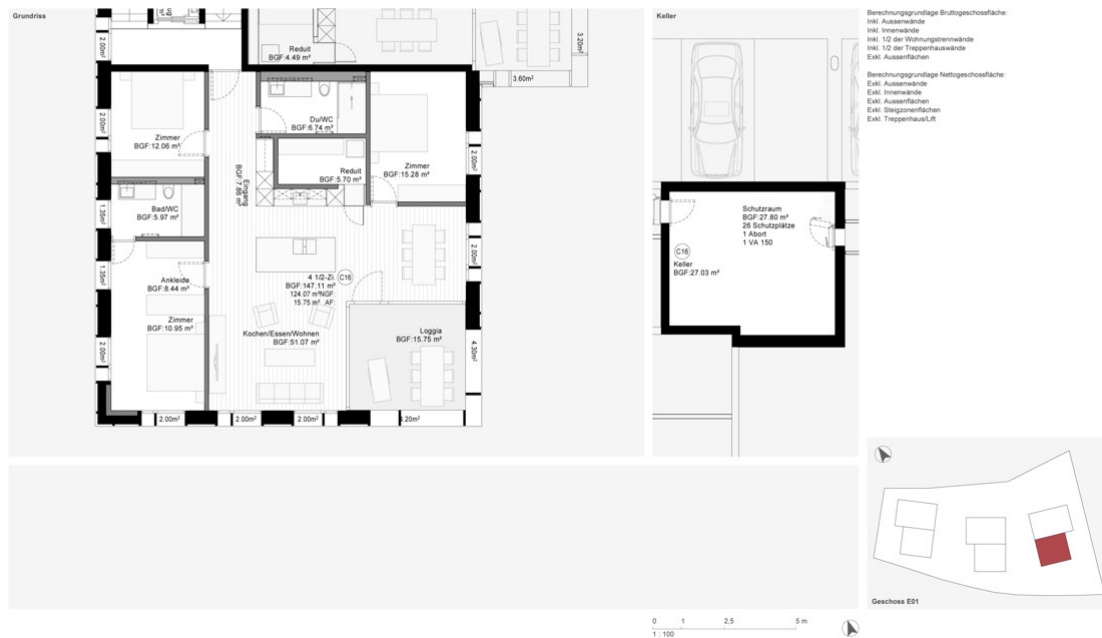 Grundriss
Reduit
BGF:4.49 m²
3.20m²
3.60m²
2.00m²
2.00m²
Zimmer
BGF:12.06 m²
Du/WC
BGF:6.74 m²
Zimmer
BGF:15.28 m²
2.00m²
Reduit
BGF:5.70 m²
Eingang
BGF:7.86 m²
Bad/WC
BGF:5.97 m²
1.35m²
2.00m²
1.35m²
Ankleide
BGF:8.44 m²
4 1/2-Zi.
C16
BGF:147.11 m²
124.07 m²NGF:
15.75 m² AF:
Zimmer
BGF:10.95 m²
Kochen/Essen/Wohnen
BGF:51.07 m²
Loggia
BGF:15.75 m²
2.00m²
4.30m²
2.00m²
2.00m²
2.00m²
Keller
Schutzraum
BGF:27.80 m²
26 Schutzplätze
1 Abort
1 VA 150
C16
Keller
BGF:27.03 m²
Berechnungsgrundlage Bruttogeschossfläche:
Inkl. Aussenwände
Inkl. Innenwände
Inkl. 1/2 der Wohnungstrennwände
Inkl. 1/2 der Treppenhauswände
Exkl. Aussenflächen
Berechnungsgrundlage Nettogeschossfläche:
Exkl. Aussenwände
Exkl. Innenwände
Exkl. Aussenflächen
Exkl. Steigzonenflächen
Exkl. Treppenhaus/Lift
Geschoss E01
0 1 2.5 5 m
1 : 100